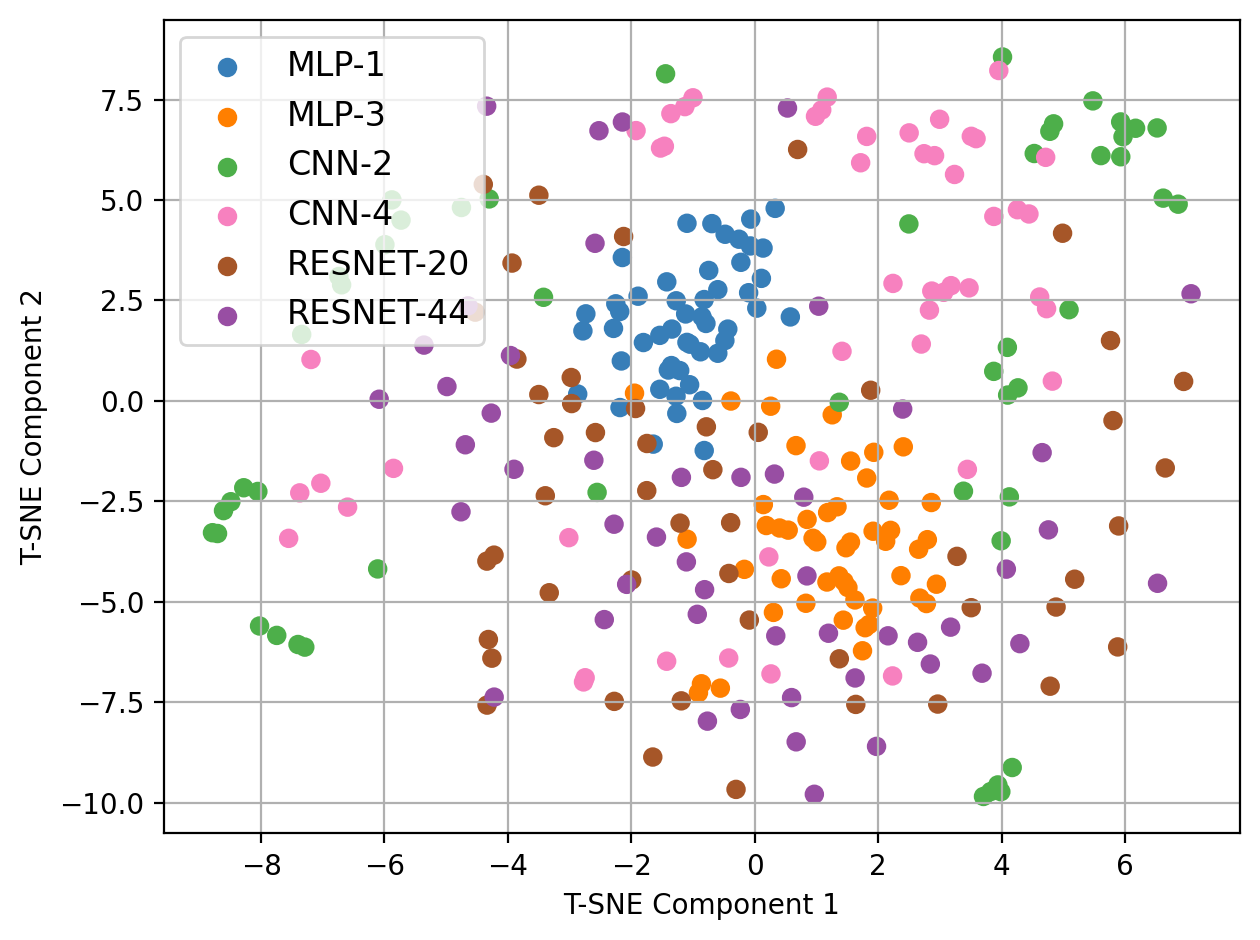 MLP-1
MLP-3
CNN-2
CNN-4
RESNET-20
RESNET-44
7.5
5.0
2.5
0.0
−2.5
−5.0
−7.5
−10.0
T-SNE Component 2
−8 −6 −4 −2 0 2 4 6
T-SNE Component 1